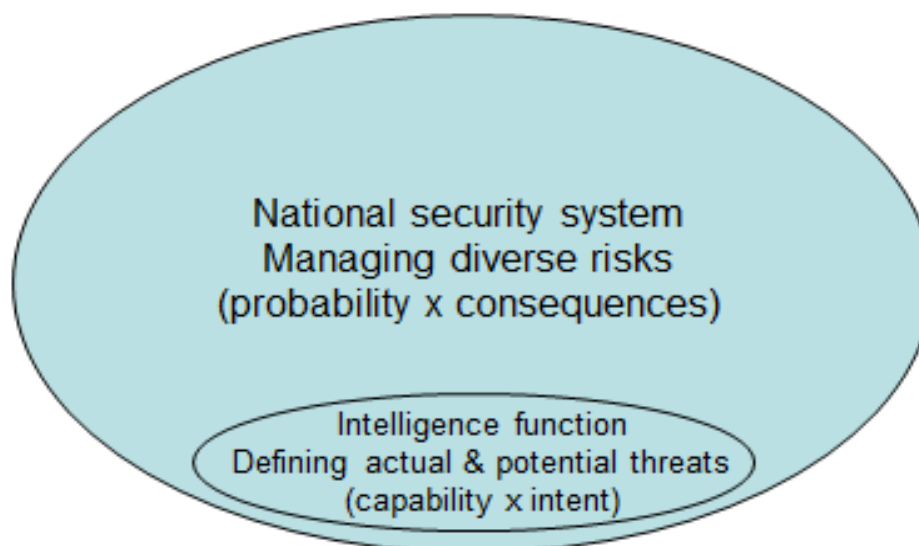 National security system
Managing diverse risks
(probability x consequences)
Intelligence function
Defining actual & potential threats
(capability x intent)